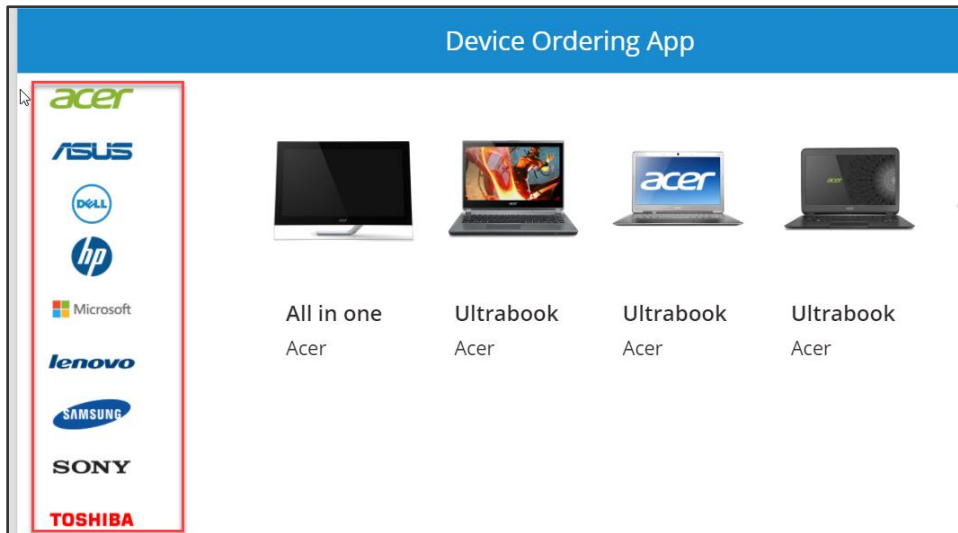 Device Ordering App
acer
ASUS
DELL
hp
Microsoft
lenovo
SAMSUNG
SONY
TOSHIBA
acer
acer
All in one
Acer
Ultrabook
Acer
Ultrabook
Acer
Ultrabook
Acer